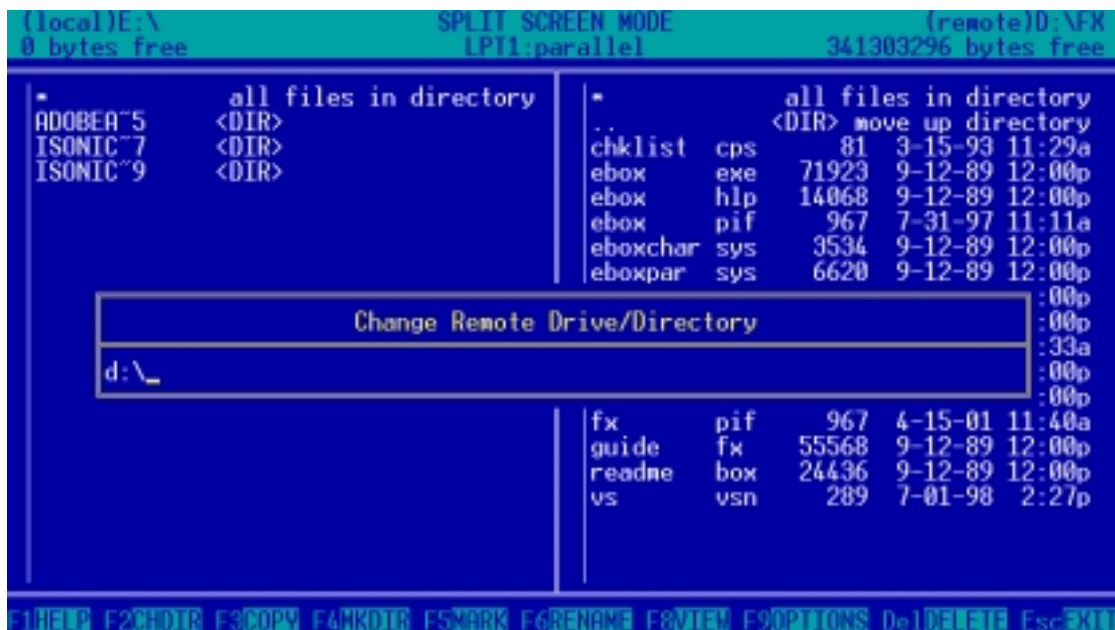 (local)E:\ SPLIT SCREEN MODE (remote)D:\FX
0 bytes free LPT1:parallel 341303296 bytes free
all files in directory all files in directory
ADOBEA~5 <DIR> .. <DIR> move up directory
ISONIC~7 <DIR> chklist cps 81 3-15-93 11:29a
ISONIC~9 <DIR> ebox exe 71923 9-12-89 12:00p
ebox hlp 14068 9-12-89 12:00p
ebox pif 967 7-31-97 11:11a
eboxchar sys 3534 9-12-89 12:00p
eboxpar sys 6620 9-12-89 12:00p
:00p
Change Remote Drive/Directory :00p
:33a
d:\_ :00p
:00p
fx pif 967 4-15-01 11:40a
guide fx 55568 9-12-89 12:00p
readme box 24436 9-12-89 12:00p
vs vsn 289 7-01-98 2:27p
F1HELP F2CHDIR F3COPY F4MKDIR F5MARK F6RENAME F8VIEW F9OPTIONS DelDELETE EscEXIT